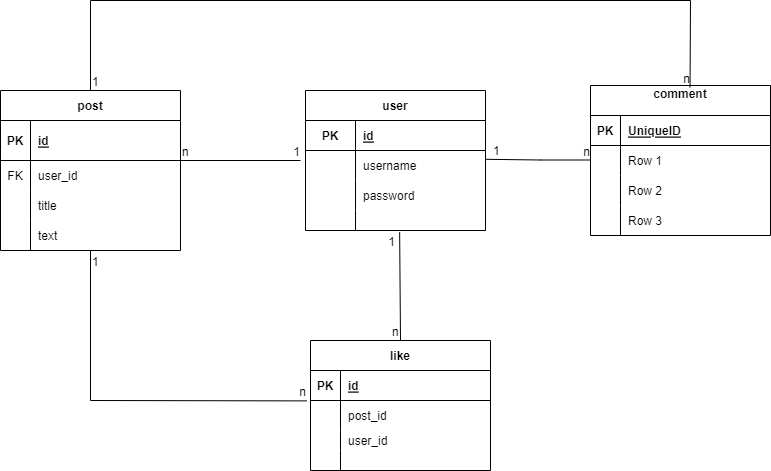 1
n
post
PK id
FK user_id
title
text
n
1
user
PK id
username
password
1
n
comment
PK UniqueID
Row 1
Row 2
Row 3
1
1
n
n
like
PK id
post_id
user_id